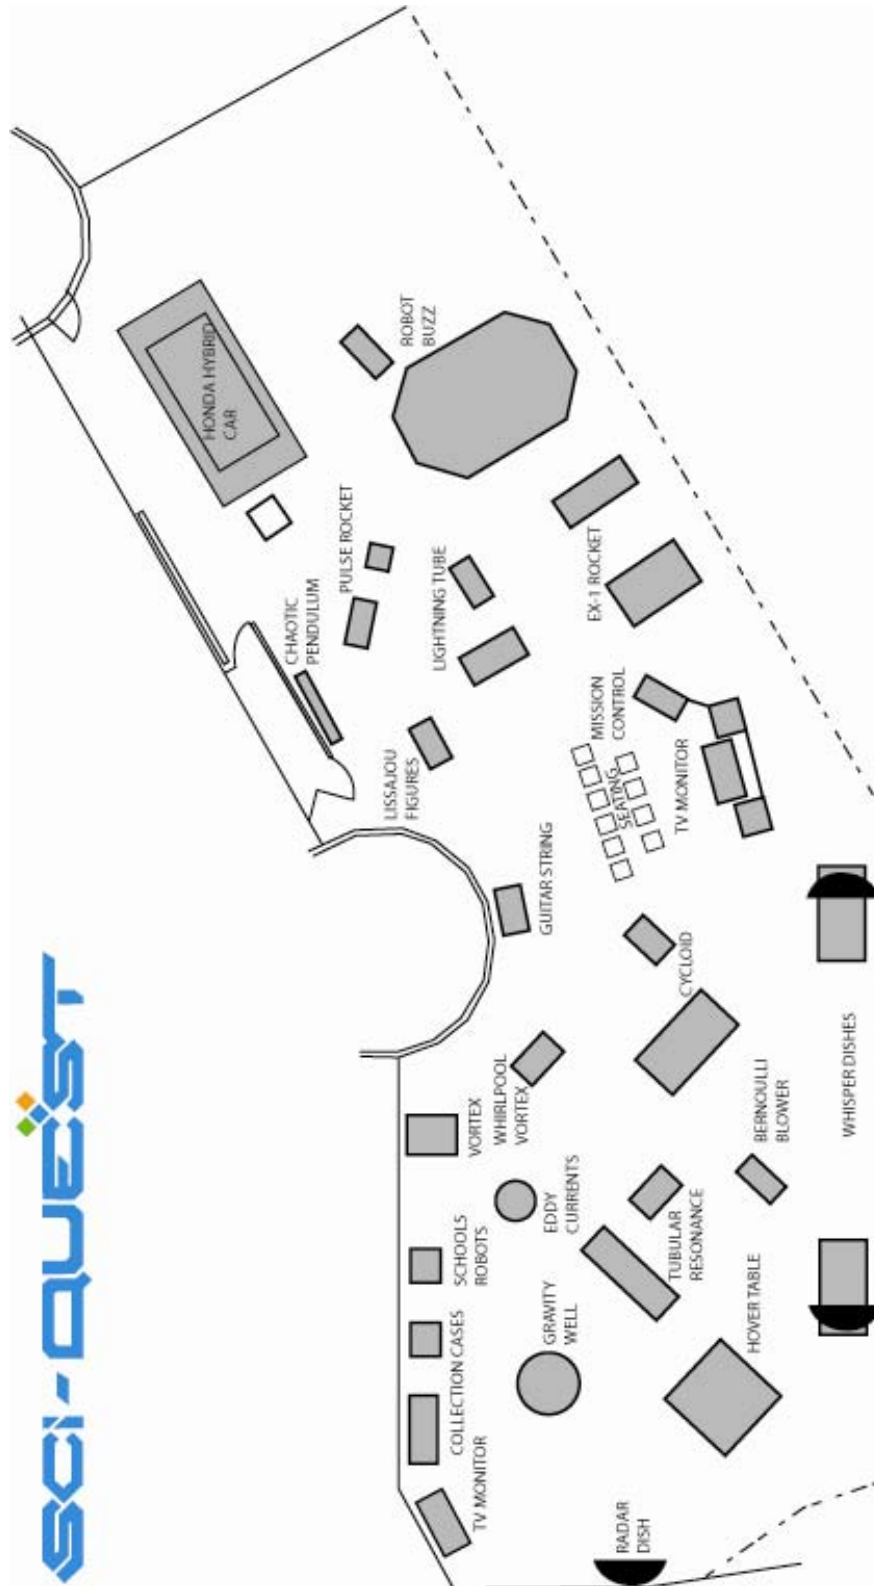 SCI-QUEST
TV MONITOR
COLLECTION CASES
SCHOOLS
ROBOTS
VORTEX
WHIRLPOOL
VORTEX
EDDY
CURRENTS
GRAVITY
WELL
RADAR
DISH
TUBULAR
RESONANCE
HOVER TABLE
BERNOULLI
BLOWER
WHISPER DISHES
CYCLOID
GUITAR STRING
LISSAJOU
FIGURES
CHAOTIC
PENDULUM
PULSE ROCKET
LIGHTNING TUBE
SEATING
MISSION
CONTROL
TV MONITOR
EX-1 ROCKET
ROBOT
BUZZ
HONDA HYBRID
CAR